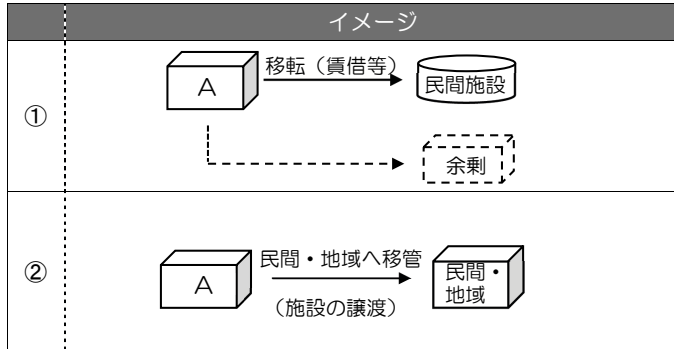 イメージ
①
A
移転（賃借等）
民間施設
余剰
②
A
民間・地域へ移管
（施設の譲渡）
民間・
地域